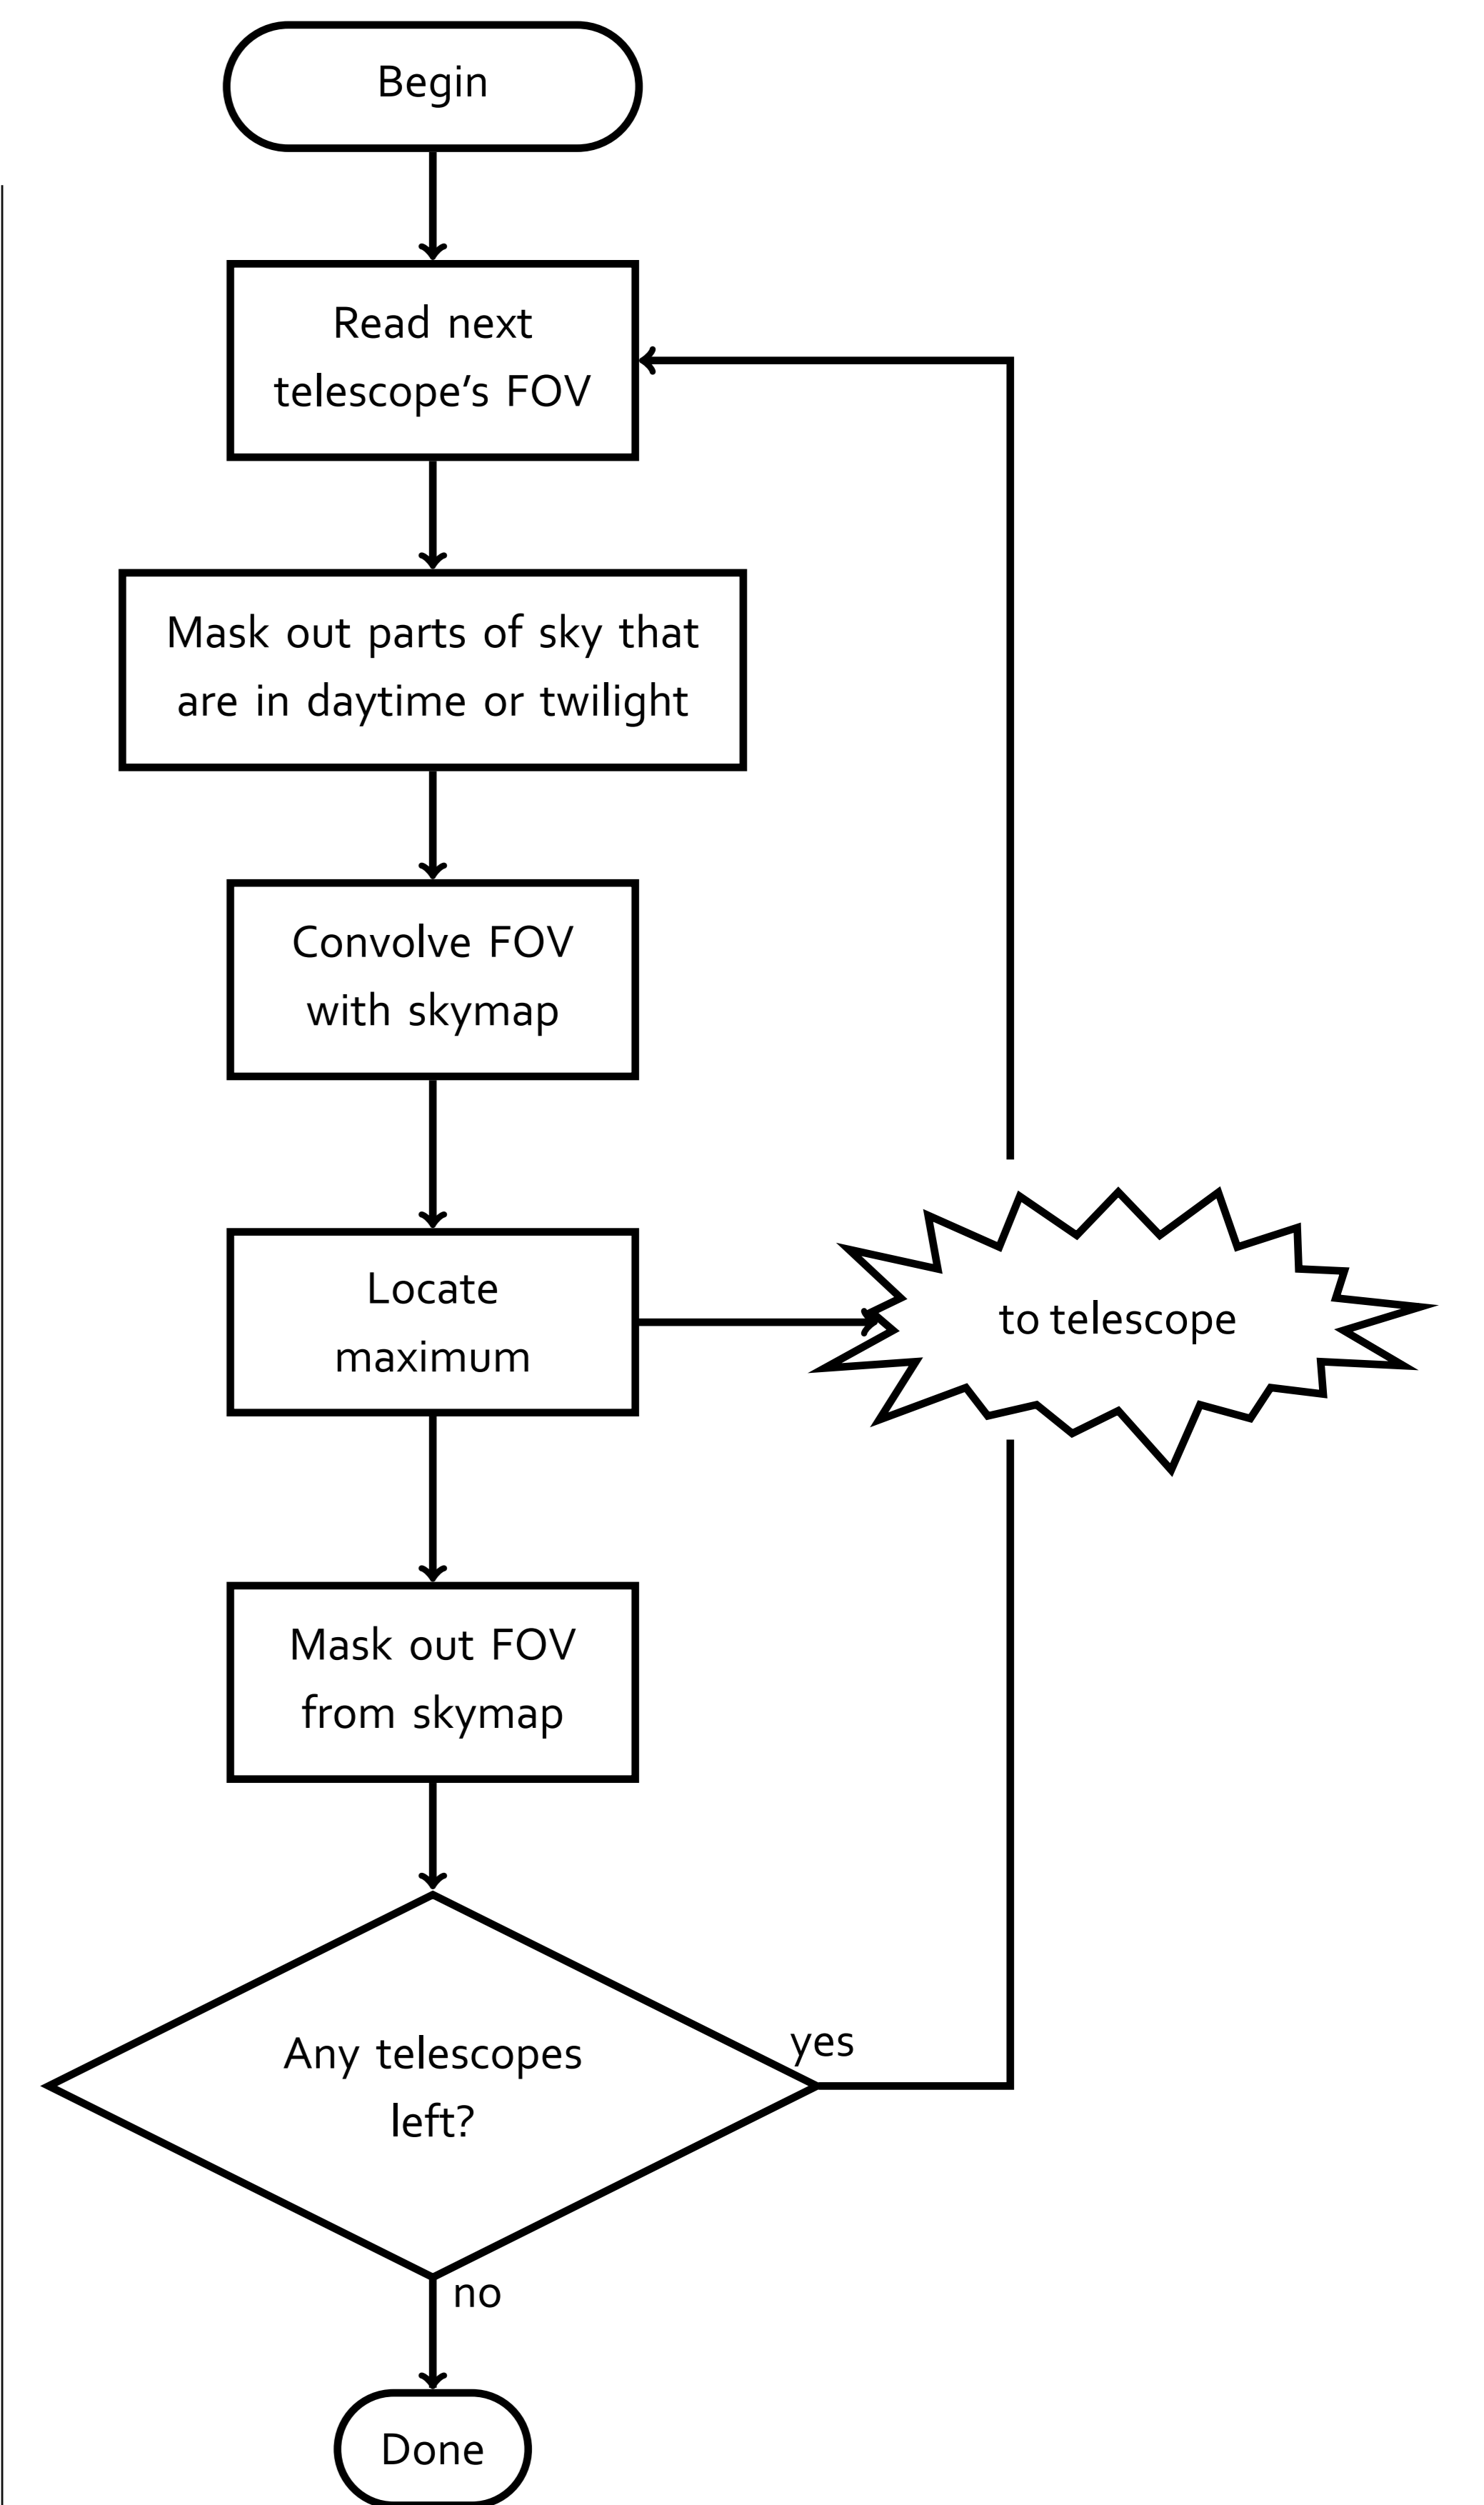 Begin
Read next
telescope’s FOV
Mask out parts of sky that
are in daytime or twilight
Convolve FOV
with skymap
Locate
maximum
to telescope
Mask out FOV
from skymap
Any telescopes
left?
yes
no
Done